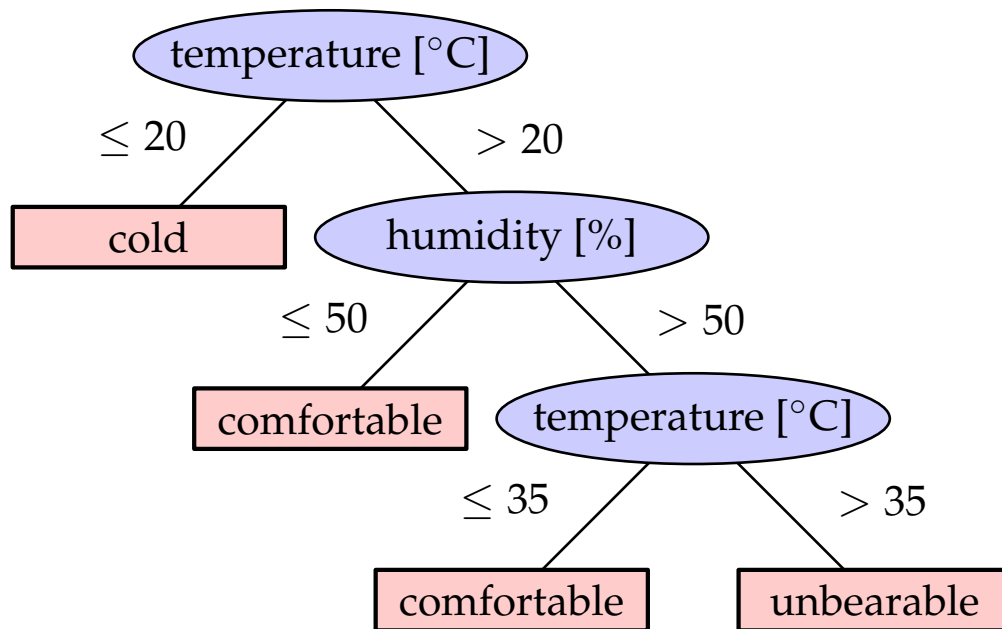 temperature [°C]
≤ 20
> 20
cold
humidity [%]
≤ 50
> 50
comfortable
temperature [°C]
≤ 35
> 35
comfortable
unbearable